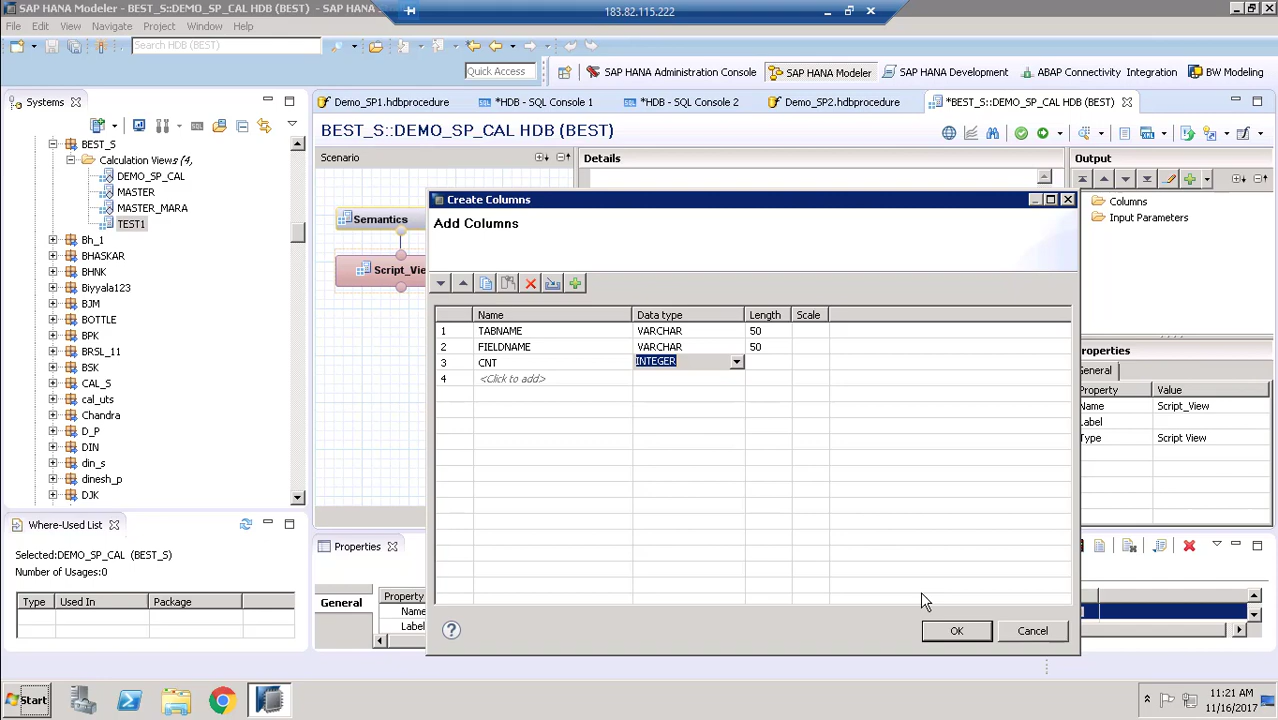 SAP HANA Modeler - BEST_S::DEMO_SP_CAL HDB (BEST)
183.82.115.222
File Edit View Navigate Project Window Help
Search HDB (BEST)
Quick Access
SAP HANA Administration Console
SAP HANA Modeler
SAP HANA Development
ABAP Connectivity Integration
BW Modeling
Systems
Demo_SP1.hdbprocedure
*HDB - SQL Console 1
*HDB - SQL Console 2
Demo_SP2.hdbprocedure
*BEST_S::DEMO_SP_CAL HDB (BEST)
BEST_S::DEMO_SP_CAL HDB (BEST)
Scenario
Details
Output
Columns
Input Parameters
BEST_S
Calculation Views (4)
DEMO_SP_CAL
MASTER
MASTER_MARA
TEST1
Bh_1
BHASKAR
BHNK
Biyyala123
BJM
BOTTLE
BPK
BRSL_11
BSK
CAL_S
cal_uts
Chandra
D_P
DIN
din_s
dinesh_p
DJK
Semantics
Script_Vie
Create Columns
Add Columns
Name Data type Length Scale
1 TABNAME VARCHAR 50
2 FIELDNAME VARCHAR 50
3 CNT INTEGER
4 <Click to add>
OK
Cancel
roperties
General
Property Value
Name Script_View
Label
Type Script View
Where-Used List
Selected:DEMO_SP_CAL (BEST_S)
Number of Usages:0
Type Used In Package
Properties
General
Property
Name
Label
Start
11:21 AM
11/16/2017